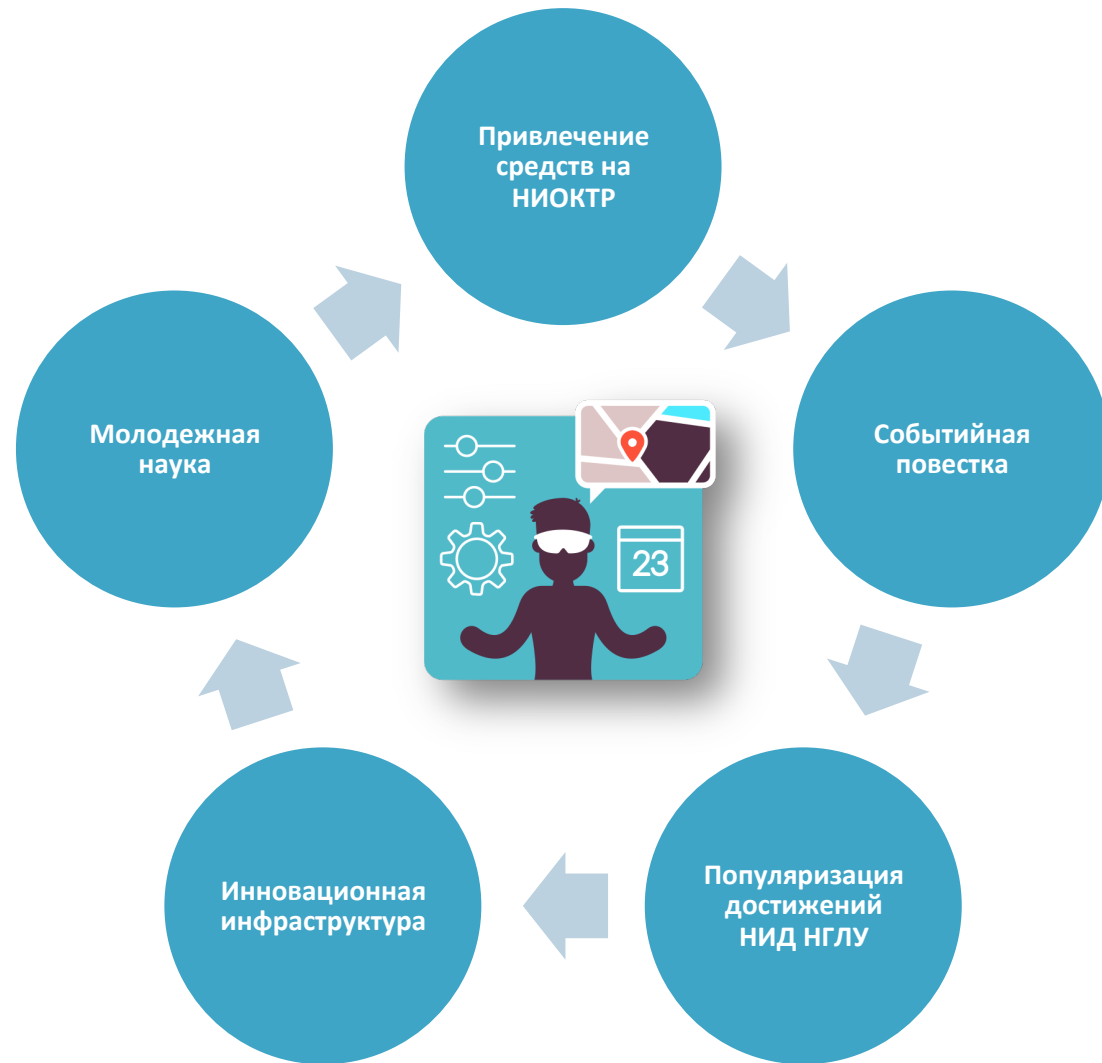 Привлечение
средств на
НИОКТР
Молодежная
наука
Событийная
повестка
23
Инновационная
инфраструктура
Популяризация
достижений
НИД НГЛУ